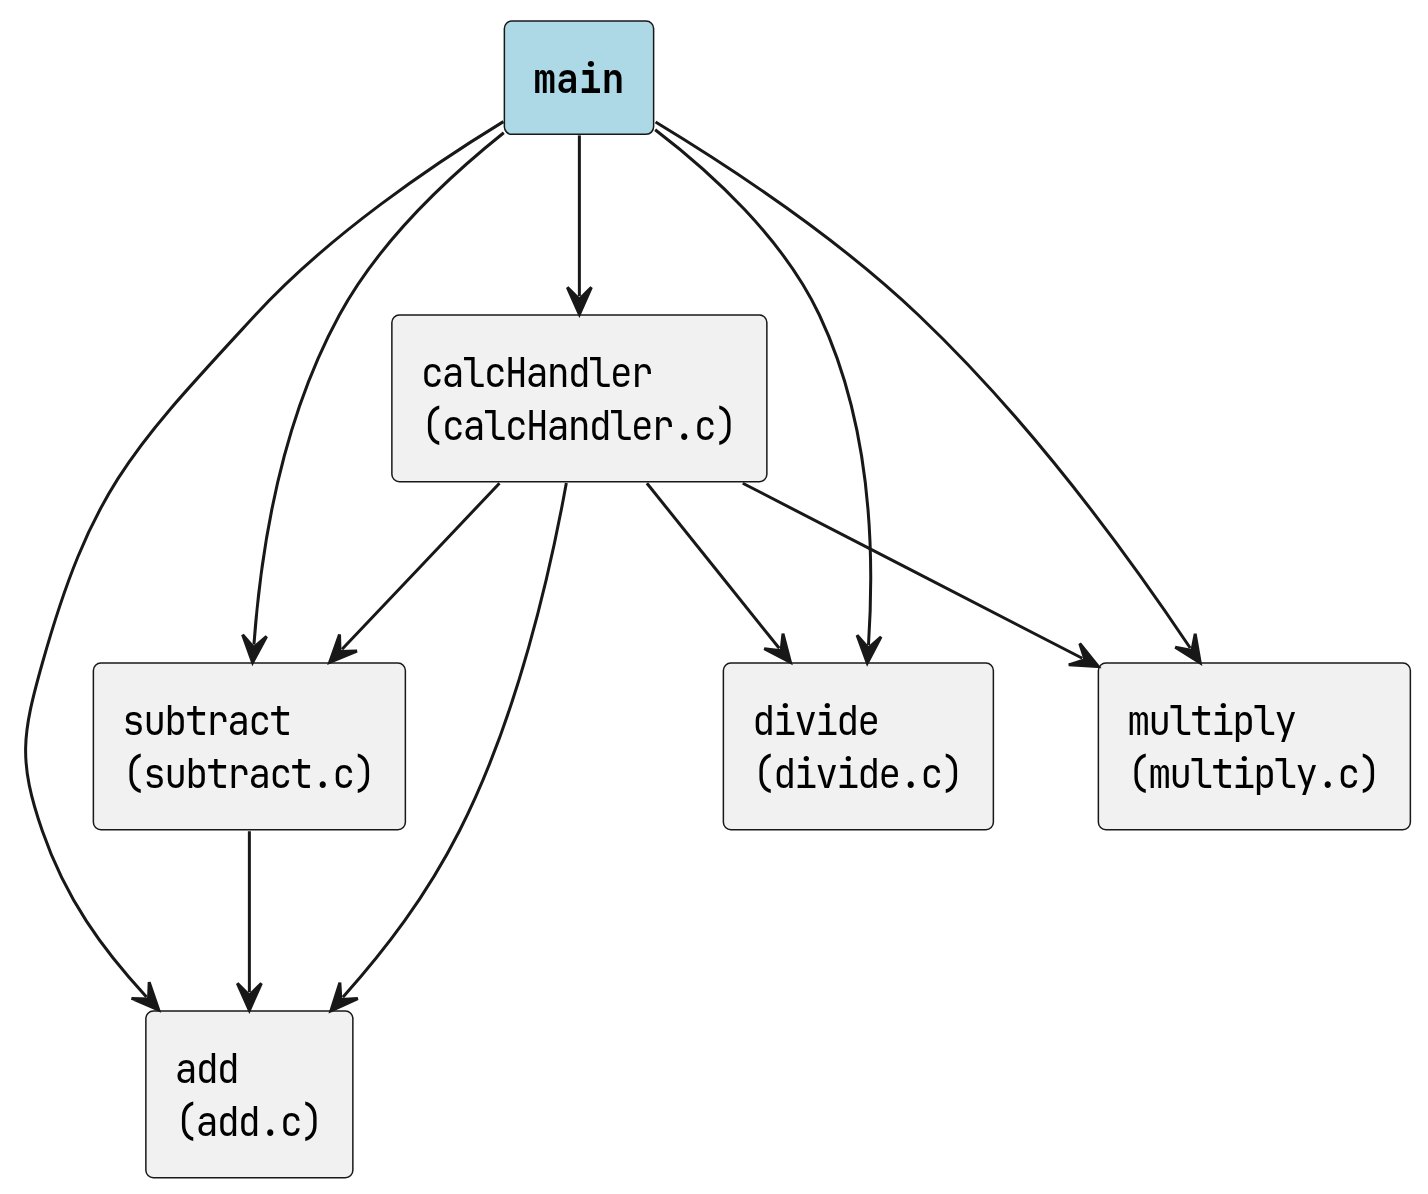 main
calcHandler
(calcHandler.c)
subtract
(subtract.c)
divide
(divide.c)
multiply
(multiply.c)
add
(add.c)